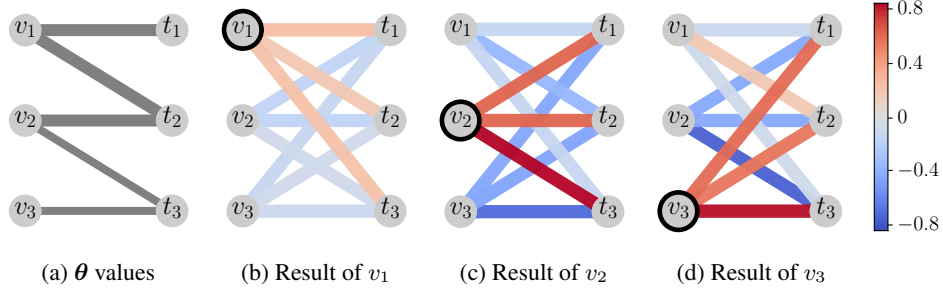 v₁ t₁ v₁ t₁ v₁ t₁ v₁ t₁ 0.8
0.4
v₂ t₂ v₂ t₂ v₂ t₂ v₂ t₂ 0
−0.4
v₃ t₃ v₃ t₃ v₃ t₃ v₃ t₃ −0.8
(a) θ values (b) Result of v₁ (c) Result of v₂ (d) Result of v₃